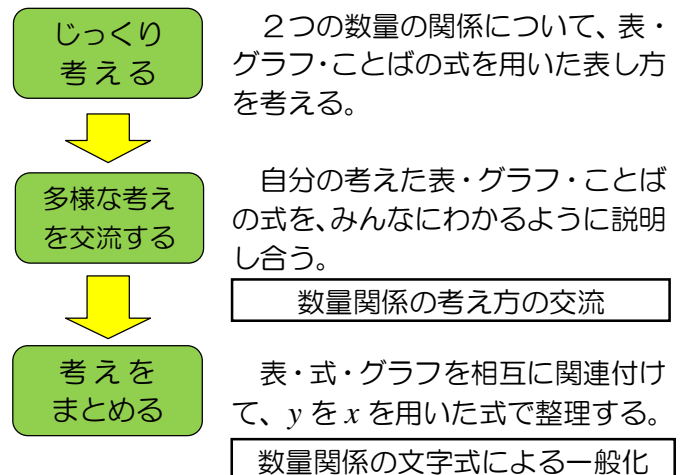 じっくり
考える
２つの数量の関係について、表・
グラフ・ことばの式を用いた表し方
を考える。
多様な考え
を交流する
自分の考えた表・グラフ・ことば
の式を、みんなにわかるように説明
し合う。
数量関係の考え方の交流
考えを
まとめる
表・式・グラフを相互に関連付け
て、yをxを用いた式で整理する。
数量関係の文字式による一般化